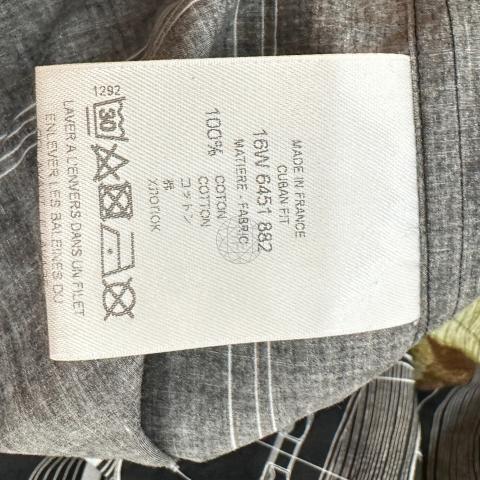 MADE IN FRANCE
CUBAN FIT
16W 6451 882
MATIERE - FABRIC
100% COTON
COTTON
コットン
棉
ХЛОПОК
1292
30
LAVER A L'ENVERS DANS UN FILET
ENLEVER LES BALEINES DU